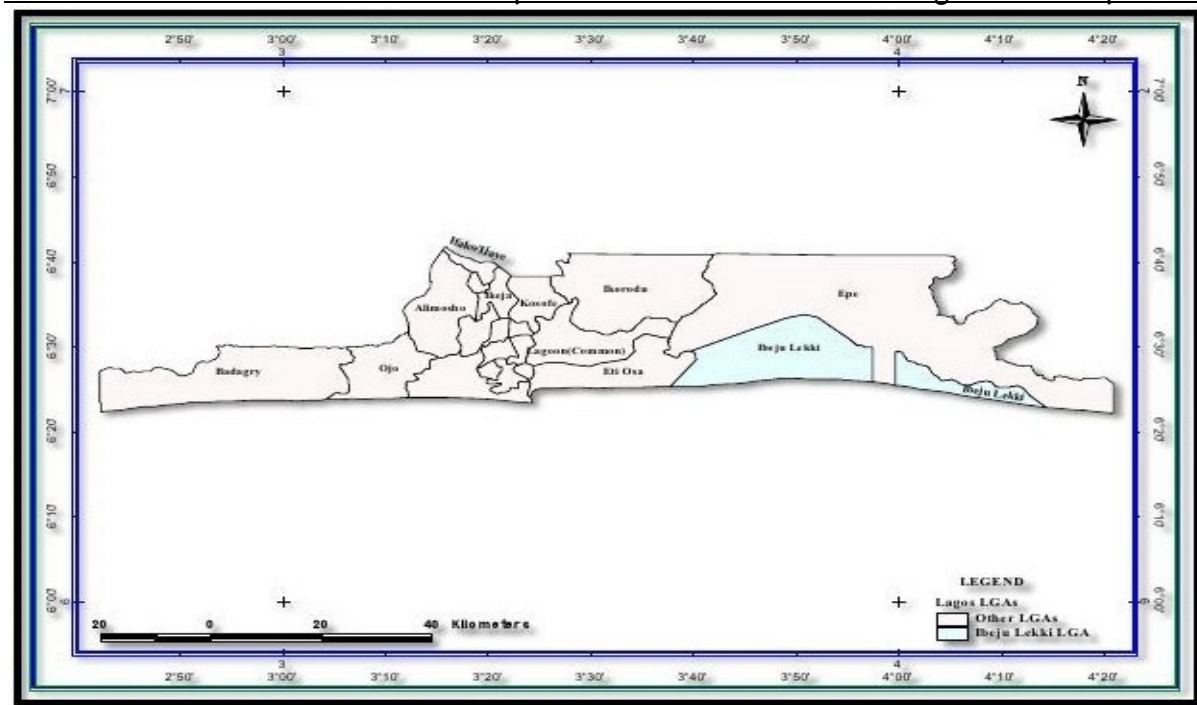 2°50' 3°00' 3°10' 3°20' 3°30' 3°40' 3°50' 4°00' 4°10' 4°20'
3 4
N
7°00' 7 7 7°00'
6°50' 6°50'
6°40' 6°40'
Ikorodu
Ikeja
Kosofe
Epe
Alimosho
6°30' 6°30'
Lagoon(Common)
Ibeju Lekki
Badagry
Ojo
Eti Osa
Ibeju Lekki
6°20' 6°20'
6°10' 6°10'
LEGEND
6°00' 6 6 6°00'
Lagos LGAs
Other LGAs
Ibeju Lekki LGA
20 0 20 40 Kilometers
3 4
2°50' 3°00' 3°10' 3°20' 3°30' 3°40' 3°50' 4°00' 4°10' 4°20'